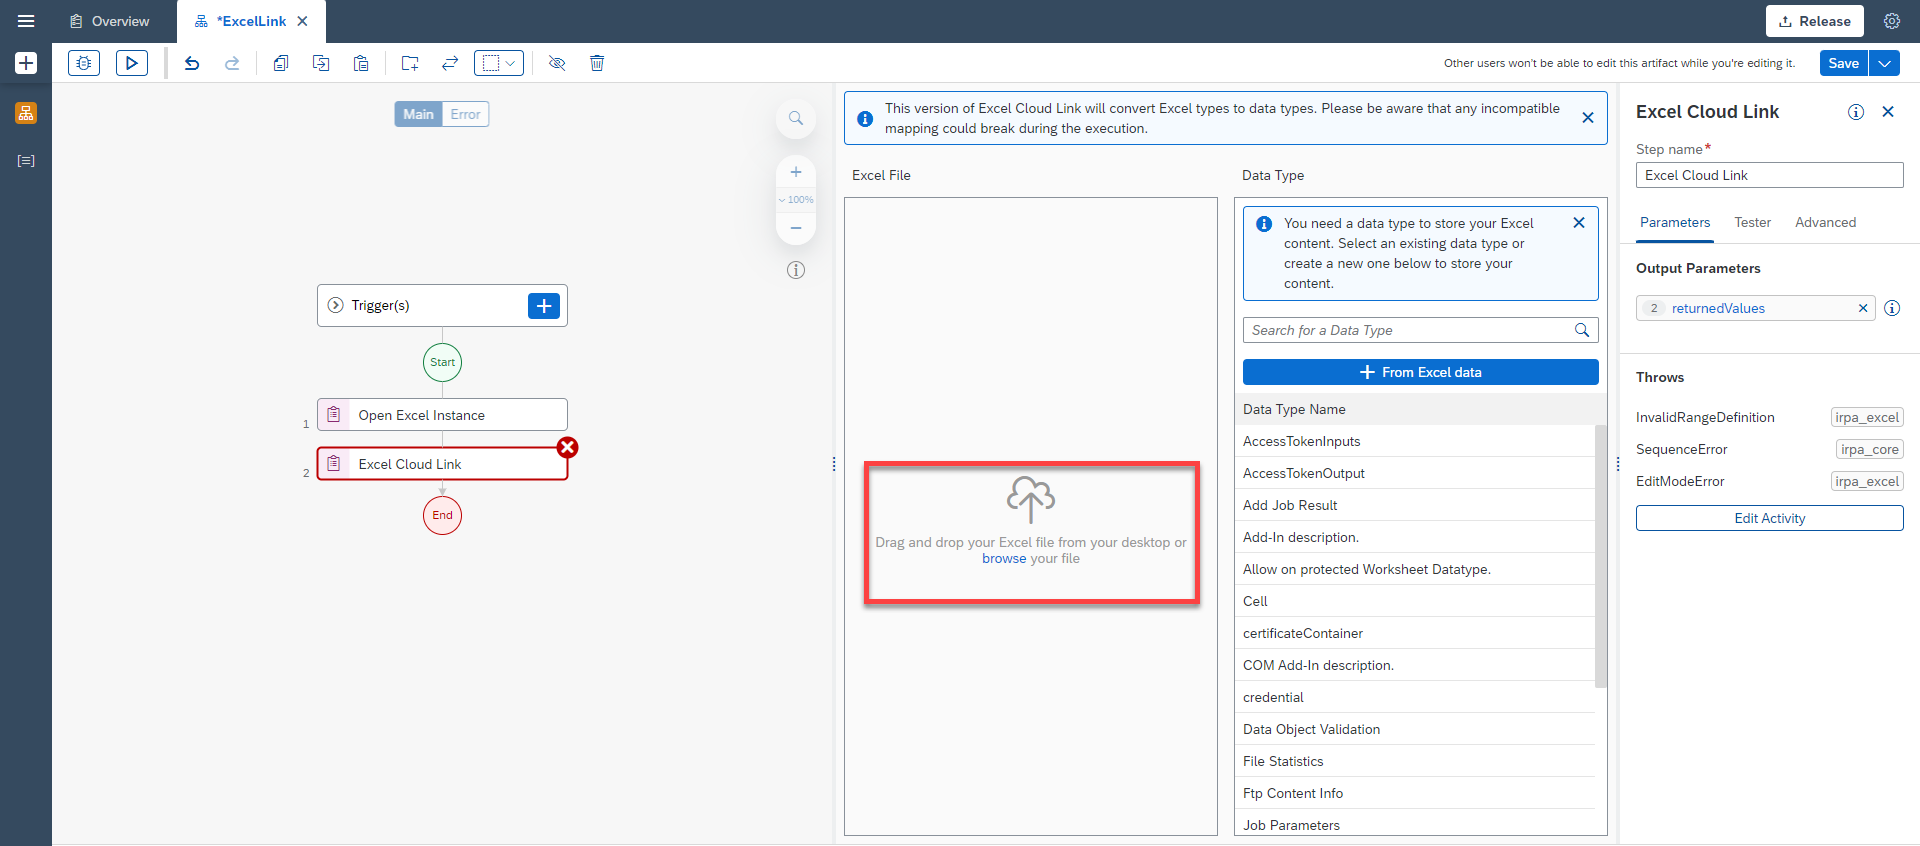 Overview
*ExcelLink
Release
Other users won't be able to edit this artifact while you're editing it.
Save
Main
Error
100%
Trigger(s)
Start
1
Open Excel Instance
2
Excel Cloud Link
End
This version of Excel Cloud Link will convert Excel types to data types. Please be aware that any incompatible
mapping could break during the execution.
Excel File
Drag and drop your Excel file from your desktop or
browse your file
Data Type
You need a data type to store your Excel
content. Select an existing data type or
create a new one below to store your
content.
Search for a Data Type
From Excel data
Data Type Name
AccessTokenInputs
AccessTokenOutput
Add Job Result
Add-In description.
Allow on protected Worksheet Datatype.
Cell
certificateContainer
COM Add-In description.
credential
Data Object Validation
File Statistics
Ftp Content Info
Job Parameters
Excel Cloud Link
Step name*
Excel Cloud Link
Parameters
Tester
Advanced
Output Parameters
2 returnedValues
Throws
InvalidRangeDefinition irpa_excel
SequenceError irpa_core
EditModeError irpa_excel
Edit Activity